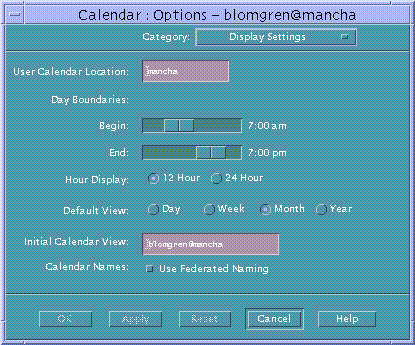 Calendar : Options – blomgren@mancha
Category: Display Settings
User Calendar Location: mancha
Day Boundaries:
Begin: 7:00 am
End: 7:00 pm
Hour Display: 12 Hour 24 Hour
Default View: Day Week Month Year
Initial Calendar View: blomgren@mancha
Calendar Names: Use Federated Naming
OK Apply Reset Cancel Help